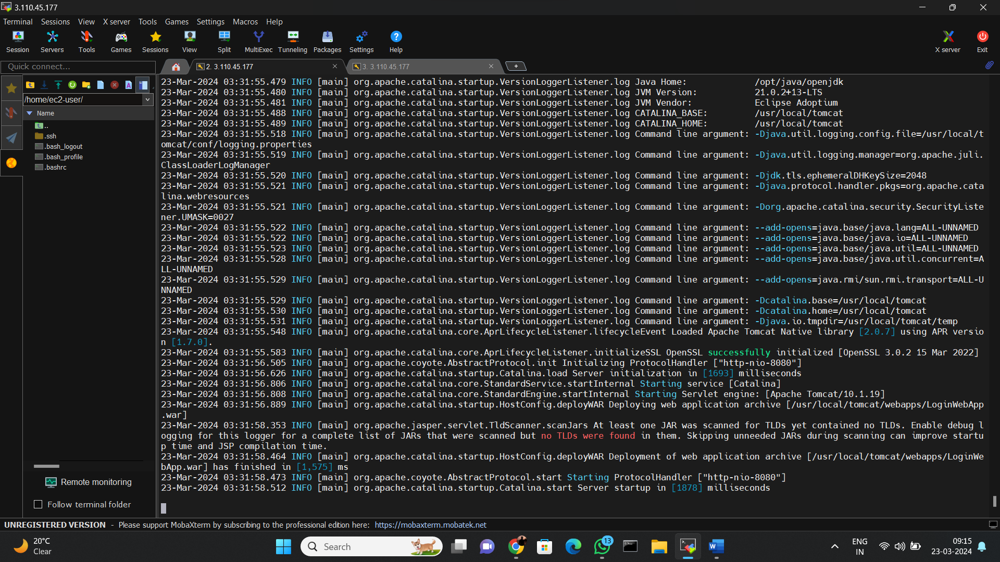 3.110.45.177
Terminal Sessions View X server Tools Games Settings Macros Help
Session Servers Tools Games Sessions View Split MultiExec Tunneling Packages Settings Help X server Exit
Quick connect...
2. 3.110.45.177
3. 3.110.45.177
/home/ec2-user/
Name
..
.ssh
.bash_logout
.bash_profile
.bashrc
Remote monitoring
Follow terminal folder
23-Mar-2024 03:31:55.479 INFO [main] org.apache.catalina.startup.VersionLoggerListener.log Java Home: /opt/java/openjdk
23-Mar-2024 03:31:55.480 INFO [main] org.apache.catalina.startup.VersionLoggerListener.log JVM Version: 21.0.2+13-LTS
23-Mar-2024 03:31:55.481 INFO [main] org.apache.catalina.startup.VersionLoggerListener.log JVM Vendor: Eclipse Adoptium
23-Mar-2024 03:31:55.488 INFO [main] org.apache.catalina.startup.VersionLoggerListener.log CATALINA_BASE: /usr/local/tomcat
23-Mar-2024 03:31:55.489 INFO [main] org.apache.catalina.startup.VersionLoggerListener.log CATALINA_HOME: /usr/local/tomcat
23-Mar-2024 03:31:55.518 INFO [main] org.apache.catalina.startup.VersionLoggerListener.log Command line argument: -Djava.util.logging.config.file=/usr/local/t
omcat/conf/logging.properties
23-Mar-2024 03:31:55.519 INFO [main] org.apache.catalina.startup.VersionLoggerListener.log Command line argument: -Djava.util.logging.manager=org.apache.juli.
ClassLoaderLogManager
23-Mar-2024 03:31:55.520 INFO [main] org.apache.catalina.startup.VersionLoggerListener.log Command line argument: -Djdk.tls.ephemeralDHKeySize=2048
23-Mar-2024 03:31:55.521 INFO [main] org.apache.catalina.startup.VersionLoggerListener.log Command line argument: -Djava.protocol.handler.pkgs=org.apache.cata
lina.webresources
23-Mar-2024 03:31:55.521 INFO [main] org.apache.catalina.startup.VersionLoggerListener.log Command line argument: -Dorg.apache.catalina.security.SecurityListe
ner.UMASK=0027
23-Mar-2024 03:31:55.522 INFO [main] org.apache.catalina.startup.VersionLoggerListener.log Command line argument: --add-opens=java.base/java.lang=ALL-UNNAMED
23-Mar-2024 03:31:55.522 INFO [main] org.apache.catalina.startup.VersionLoggerListener.log Command line argument: --add-opens=java.base/java.io=ALL-UNNAMED
23-Mar-2024 03:31:55.523 INFO [main] org.apache.catalina.startup.VersionLoggerListener.log Command line argument: --add-opens=java.base/java.util=ALL-UNNAMED
23-Mar-2024 03:31:55.528 INFO [main] org.apache.catalina.startup.VersionLoggerListener.log Command line argument: --add-opens=java.base/java.util.concurrent=A
LL-UNNAMED
23-Mar-2024 03:31:55.529 INFO [main] org.apache.catalina.startup.VersionLoggerListener.log Command line argument: --add-opens=java.rmi/sun.rmi.transport=ALL-U
NNAMED
23-Mar-2024 03:31:55.529 INFO [main] org.apache.catalina.startup.VersionLoggerListener.log Command line argument: -Dcatalina.base=/usr/local/tomcat
23-Mar-2024 03:31:55.530 INFO [main] org.apache.catalina.startup.VersionLoggerListener.log Command line argument: -Dcatalina.home=/usr/local/tomcat
23-Mar-2024 03:31:55.531 INFO [main] org.apache.catalina.startup.VersionLoggerListener.log Command line argument: -Djava.io.tmpdir=/usr/local/tomcat/temp
23-Mar-2024 03:31:55.548 INFO [main] org.apache.catalina.core.AprLifecycleListener.lifecycleEvent Loaded Apache Tomcat Native library [2.0.7] using APR versio
n [1.7.0].
23-Mar-2024 03:31:55.583 INFO [main] org.apache.catalina.core.AprLifecycleListener.initializeSSL OpenSSL successfully initialized [OpenSSL 3.0.2 15 Mar 2022]
23-Mar-2024 03:31:56.505 INFO [main] org.apache.coyote.AbstractProtocol.init Initializing ProtocolHandler ["http-nio-8080"]
23-Mar-2024 03:31:56.626 INFO [main] org.apache.catalina.startup.Catalina.load Server initialization in [1693] milliseconds
23-Mar-2024 03:31:56.806 INFO [main] org.apache.catalina.core.StandardService.startInternal Starting service [Catalina]
23-Mar-2024 03:31:56.808 INFO [main] org.apache.catalina.core.StandardEngine.startInternal Starting Servlet engine: [Apache Tomcat/10.1.19]
23-Mar-2024 03:31:56.889 INFO [main] org.apache.catalina.startup.HostConfig.deployWAR Deploying web application archive [/usr/local/tomcat/webapps/LoginWebApp
.war]
23-Mar-2024 03:31:58.353 INFO [main] org.apache.jasper.servlet.TldScanner.scanJars At least one JAR was scanned for TLDs yet contained no TLDs. Enable debug l
ogging for this logger for a complete list of JARs that were scanned but no TLDs were found in them. Skipping unneeded JARs during scanning can improve startu
p time and JSP compilation time.
23-Mar-2024 03:31:58.464 INFO [main] org.apache.catalina.startup.HostConfig.deployWAR Deployment of web application archive [/usr/local/tomcat/webapps/LoginWe
bApp.war] has finished in [1,575] ms
23-Mar-2024 03:31:58.473 INFO [main] org.apache.coyote.AbstractProtocol.start Starting ProtocolHandler ["http-nio-8080"]
23-Mar-2024 03:31:58.512 INFO [main] org.apache.catalina.startup.Catalina.start Server startup in [1878] milliseconds
UNREGISTERED VERSION - Please support MobaXterm by subscribing to the professional edition here: https://mobaxterm.mobatek.net
20°C
Clear
Search
13
ENG
IN
09:15
23-03-2024